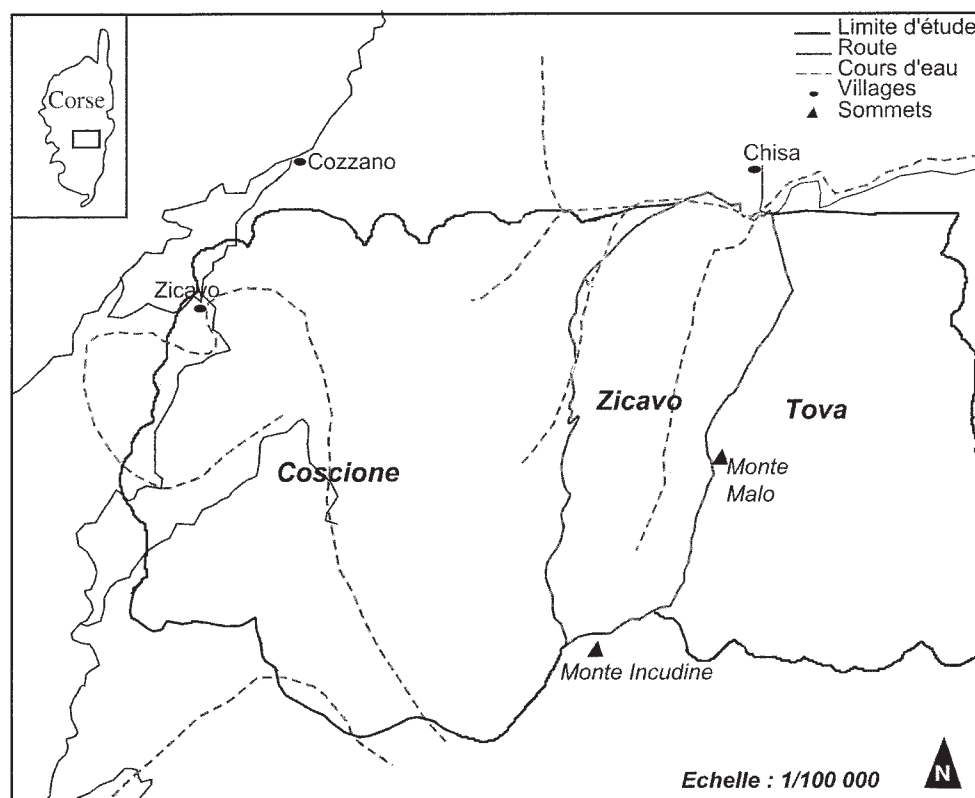 Corse
Limite d'étude
Route
Cours d'eau
Villages
Sommets
Cozzano
Chisa
Zicavo
Zicavo
Tova
Coscione
Monte
Malo
Monte Incudine
Echelle : 1/100 000
N